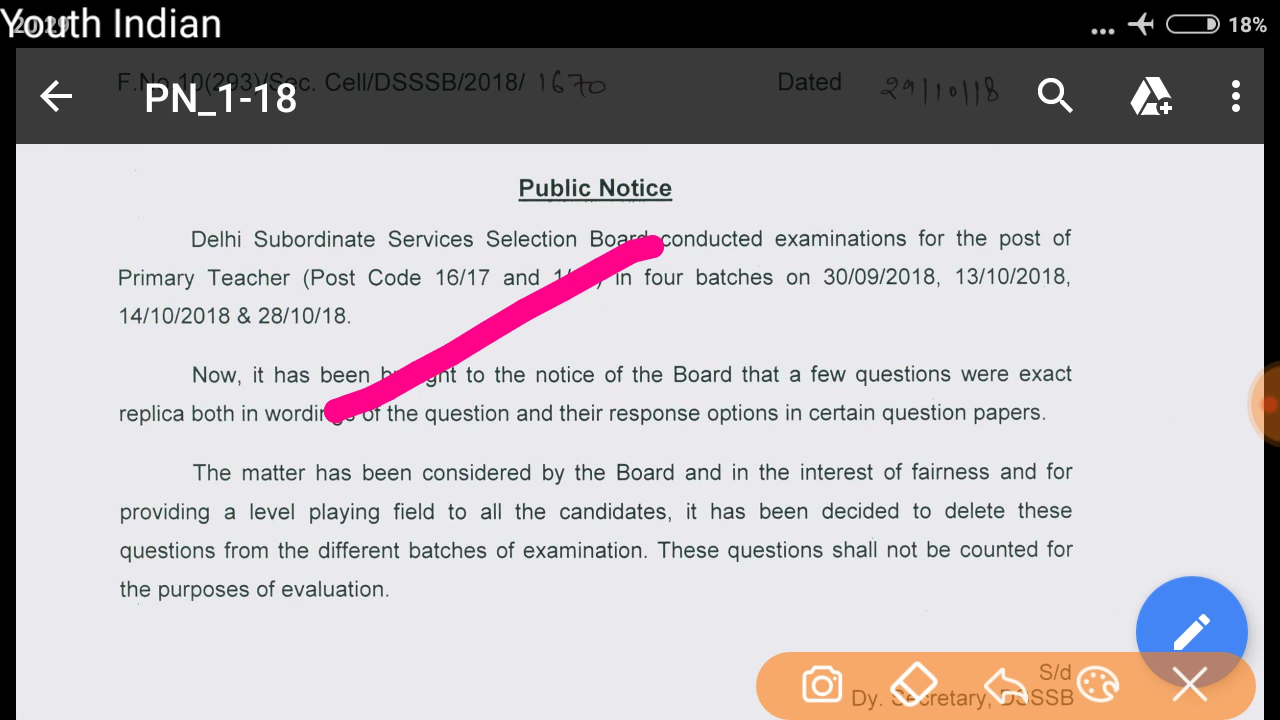 Youth Indian
20:29
... 18%
F.No.10(293)/Sec. Cell/DSSSB/2018/ 1670 Dated 29/10/18
PN_1-18
Public Notice
Delhi Subordinate Services Selection Board conducted examinations for the post of
Primary Teacher (Post Code 16/17 and in four batches on 30/09/2018, 13/10/2018,
14/10/2018 & 28/10/18.
Now, it has been brought to the notice of the Board that a few questions were exact
replica both in wordings of the question and their response options in certain question papers.
The matter has been considered by the Board and in the interest of fairness and for
providing a level playing field to all the candidates, it has been decided to delete these
questions from the different batches of examination. These questions shall not be counted for
the purposes of evaluation.
S/d
Dy. Secretary, DSSSB